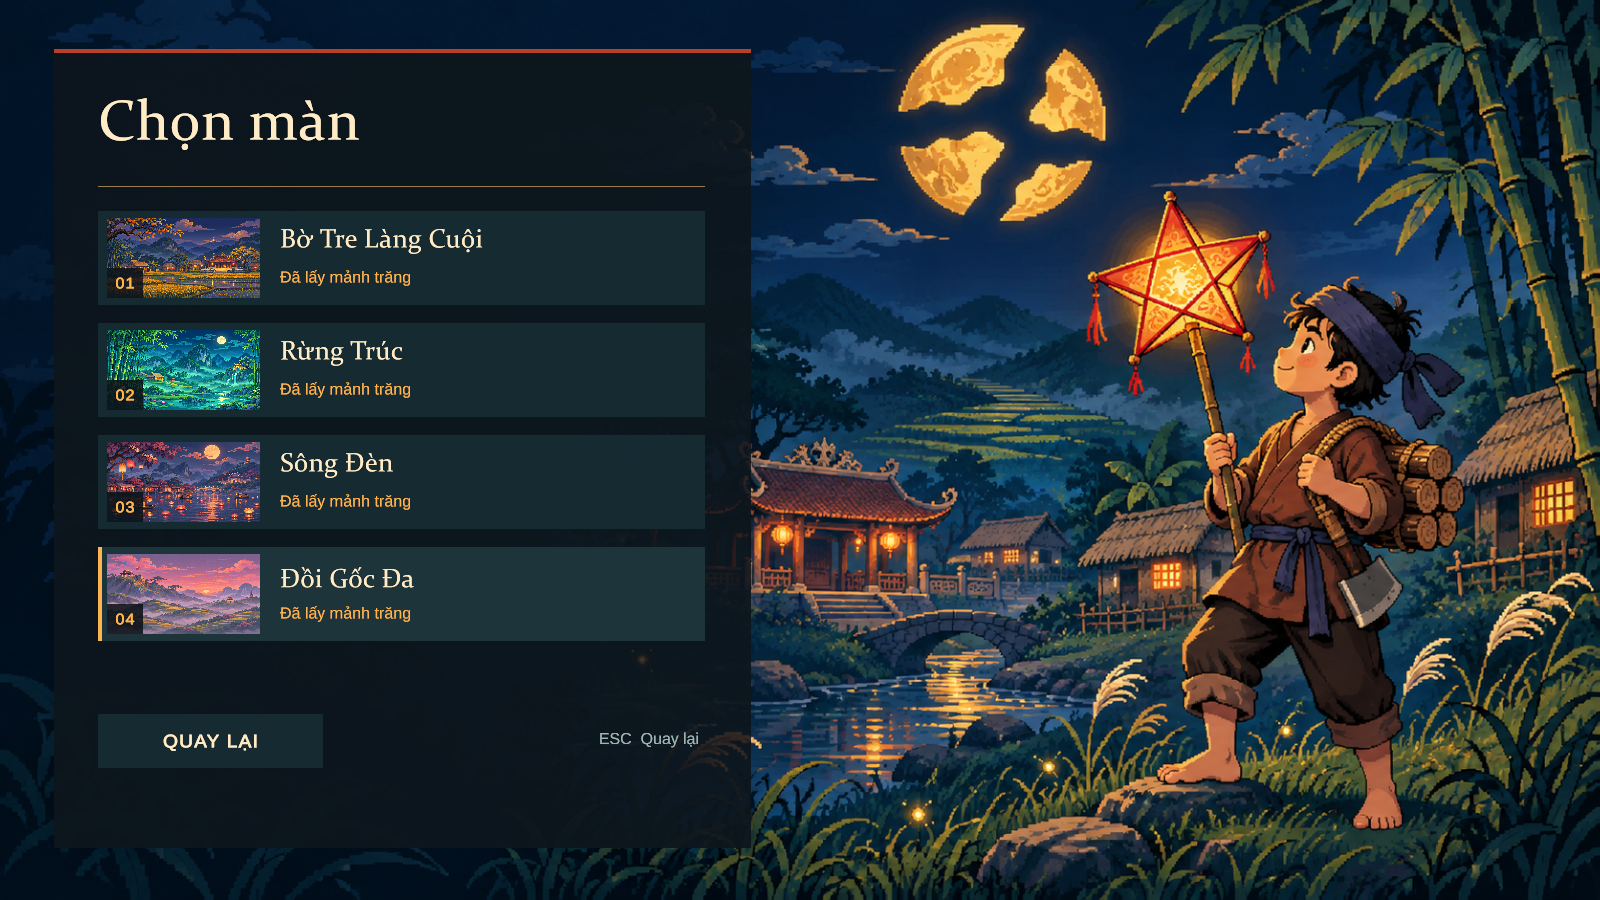 Chọn màn
Bờ Tre Làng Cuội
Đã lấy mảnh trăng
01
Rừng Trúc
Đã lấy mảnh trăng
02
Sông Đèn
Đã lấy mảnh trăng
03
Đồi Gốc Đa
Đã lấy mảnh trăng
04
QUAY LẠI
ESC Quay lại